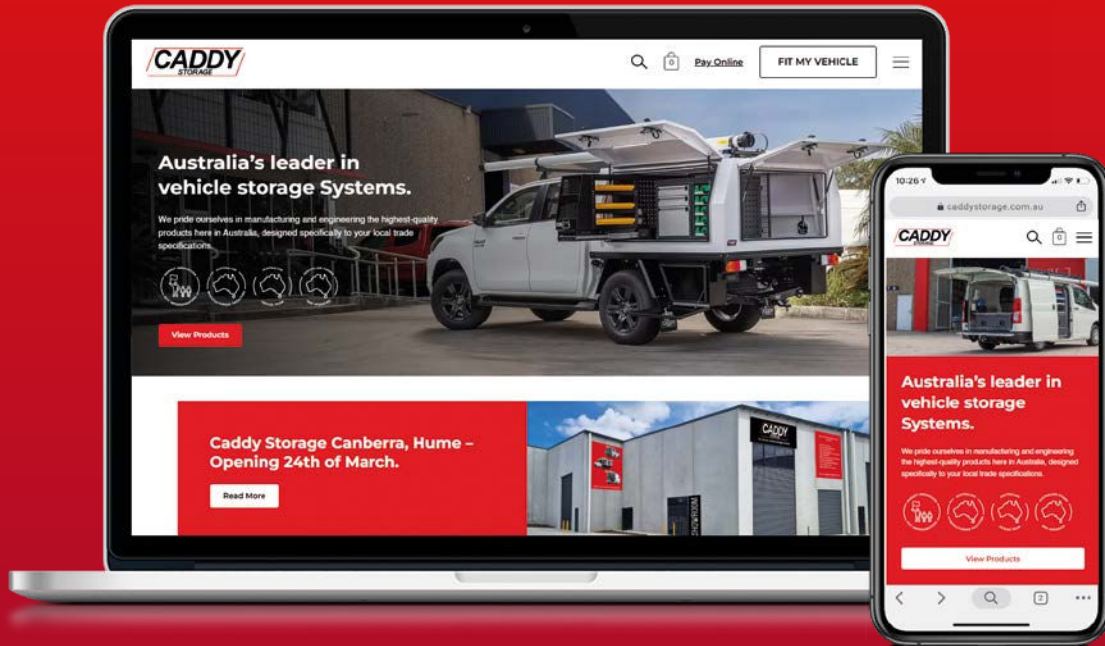 CADDY
STORAGE
0
Pay Online
FIT MY VEHICLE
Australia's leader in
vehicle storage Systems.
We pride ourselves in manufacturing and engineering the highest-quality
products here in Australia, designed specifically to your local trade
specifications.
View Products
Caddy Storage Canberra, Hume –
Opening 24th of March.
Read More
CADDY
SHOWROOM
10:26
caddystorage.com.au
CADDY
STORAGE
0
Australia's leader in
vehicle storage
Systems.
We pride ourselves in manufacturing and engineering
the highest-quality products here in Australia, designed
specifically to your local trade specifications.
View Products
2